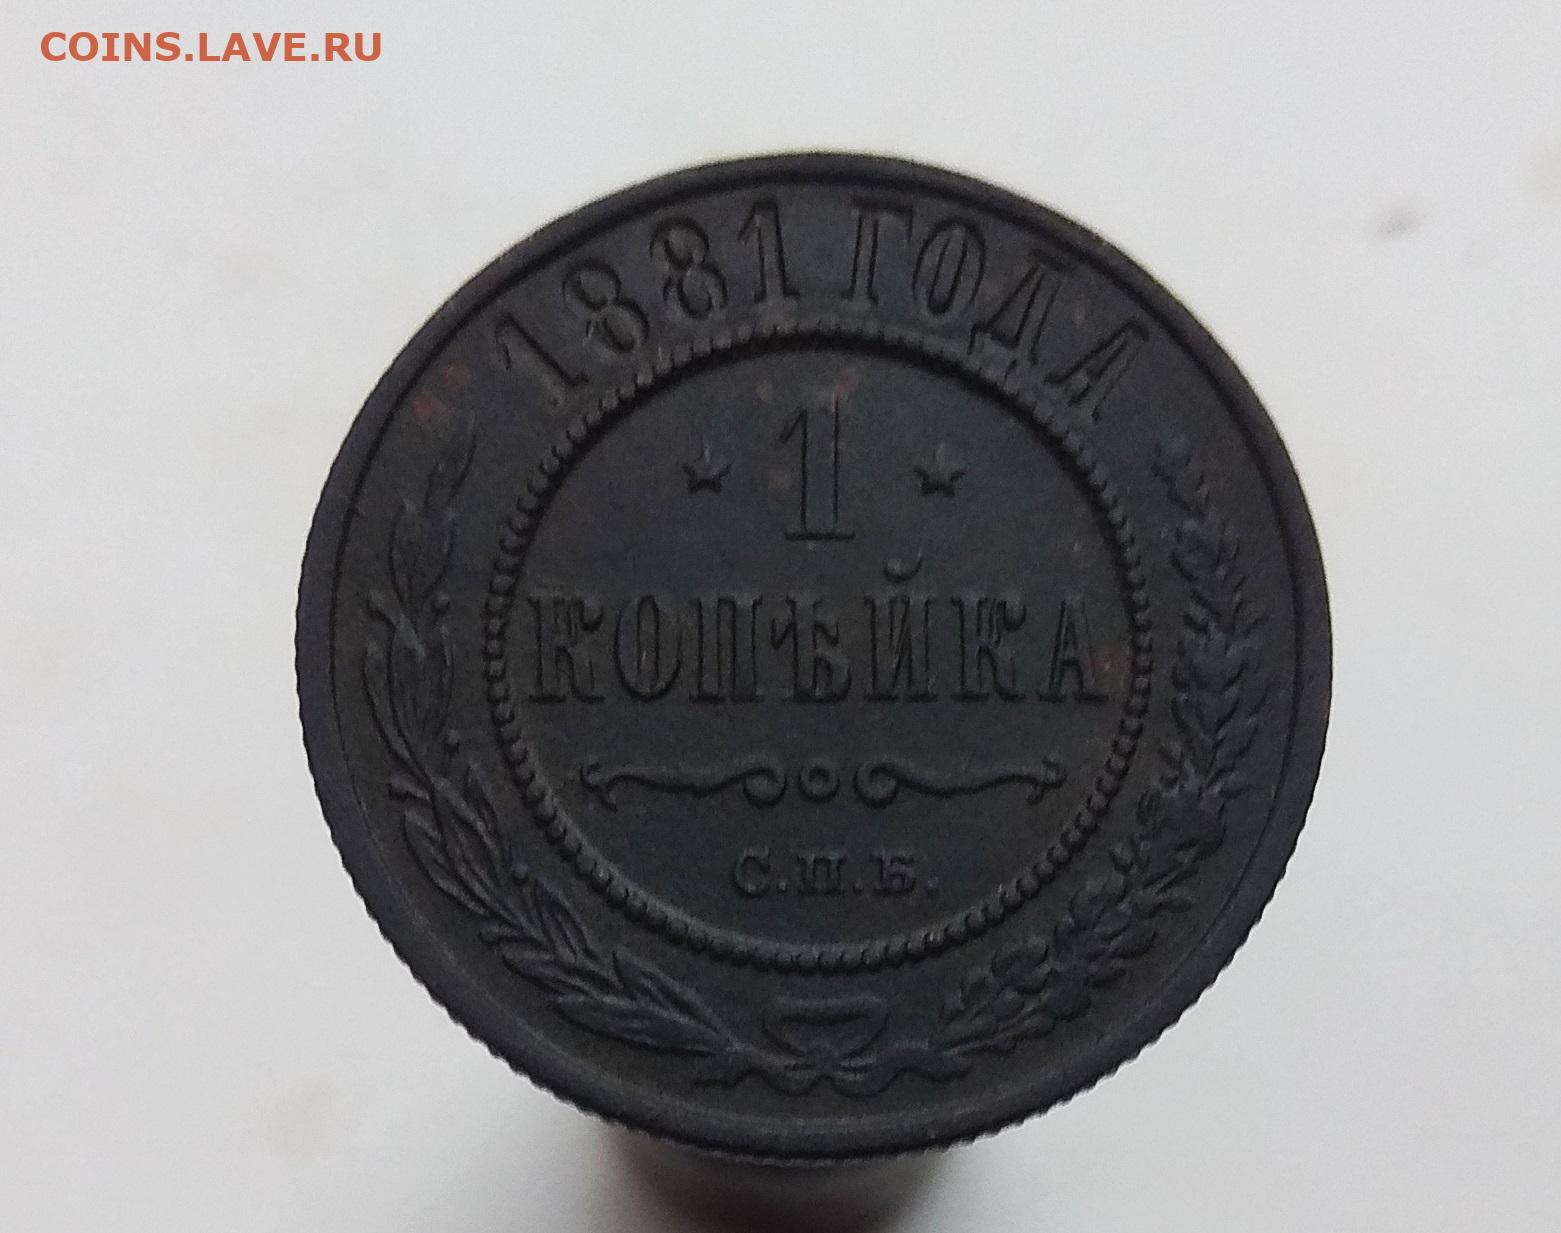 COINS.LAVE.RU
1881 ГОДА
1
КОПѢЙКА
С.П.Б.